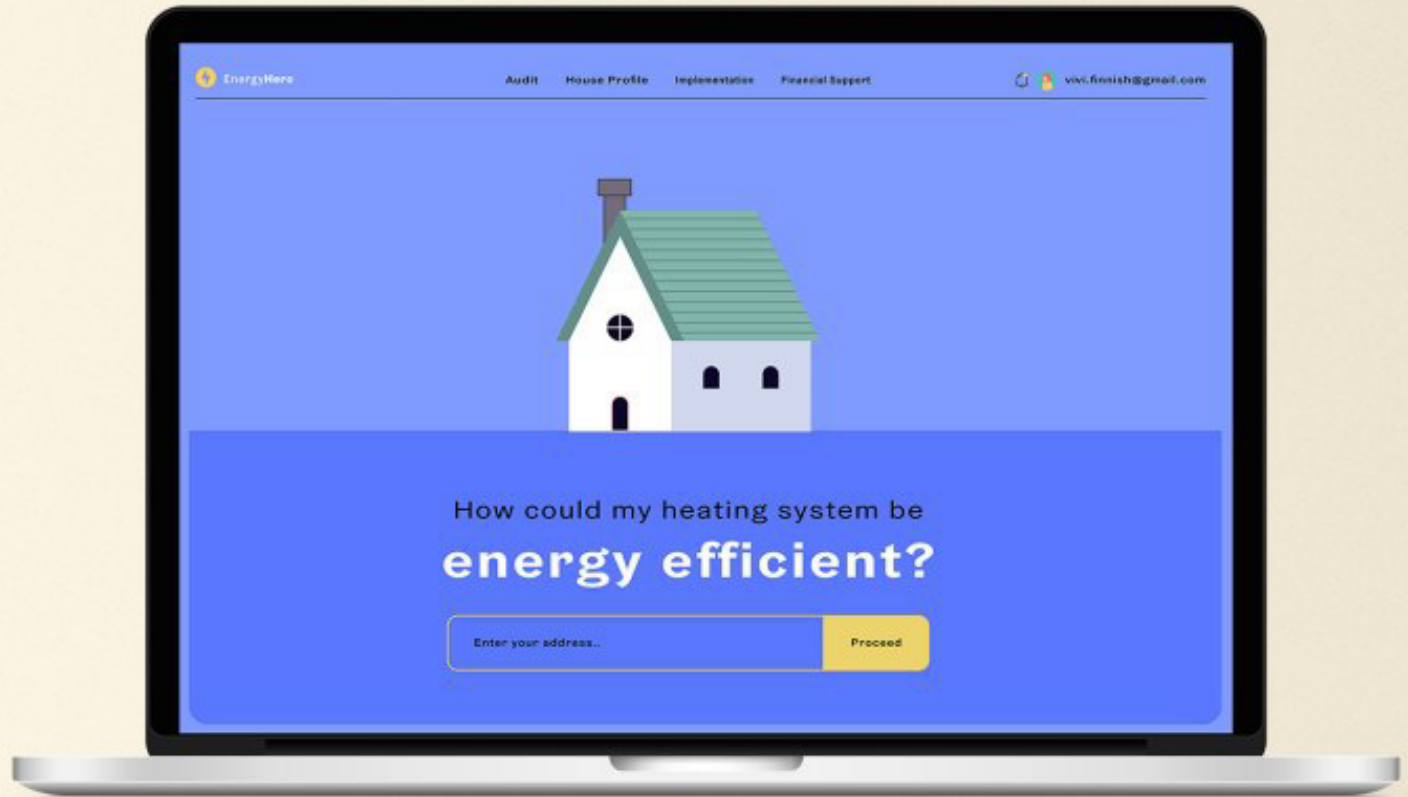 EnergyHero
Audit House Profile Implementation Financial Support
vivi.finnish@gmail.com
How could my heating system be
energy efficient?
Enter your address..
Proceed